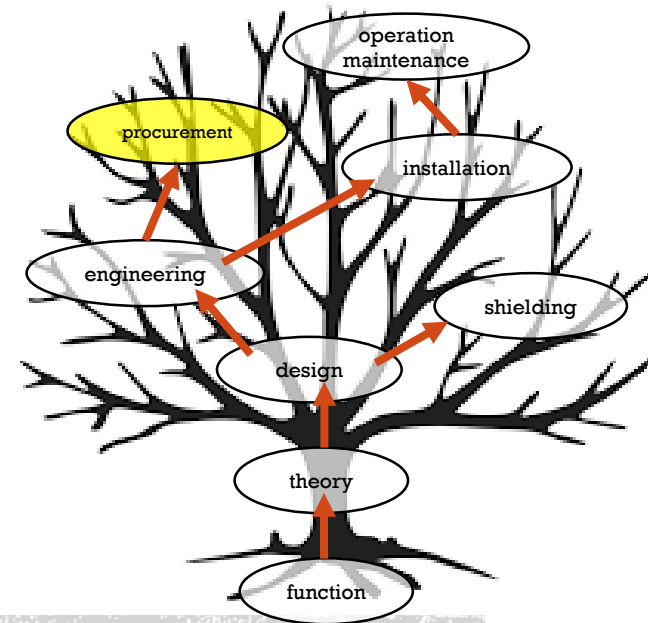 operation
maintenance
procurement
installation
engineering
shielding
design
theory
function